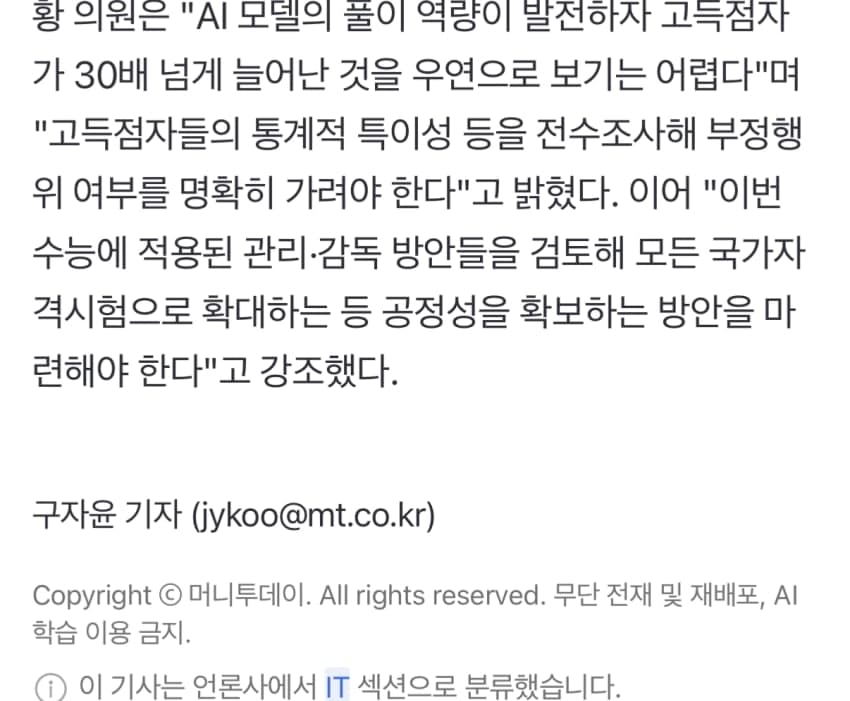 황 의원은 "AI 모델의 풀이 역량이 발전하자 고득점자
가 30배 넘게 늘어난 것을 우연으로 보기는 어렵다"며
"고득점자들의 통계적 특이성 등을 전수조사해 부정행
위 여부를 명확히 가려야 한다"고 밝혔다. 이어 "이번
수능에 적용된 관리·감독 방안들을 검토해 모든 국가자
격시험으로 확대하는 등 공정성을 확보하는 방안을 마
련해야 한다"고 강조했다.
구자윤 기자 (jykoo@mt.co.kr)
Copyright ⓒ 머니투데이. All rights reserved. 무단 전재 및 재배포, AI
학습 이용 금지.
이 기사는 언론사에서 IT 섹션으로 분류했습니다.